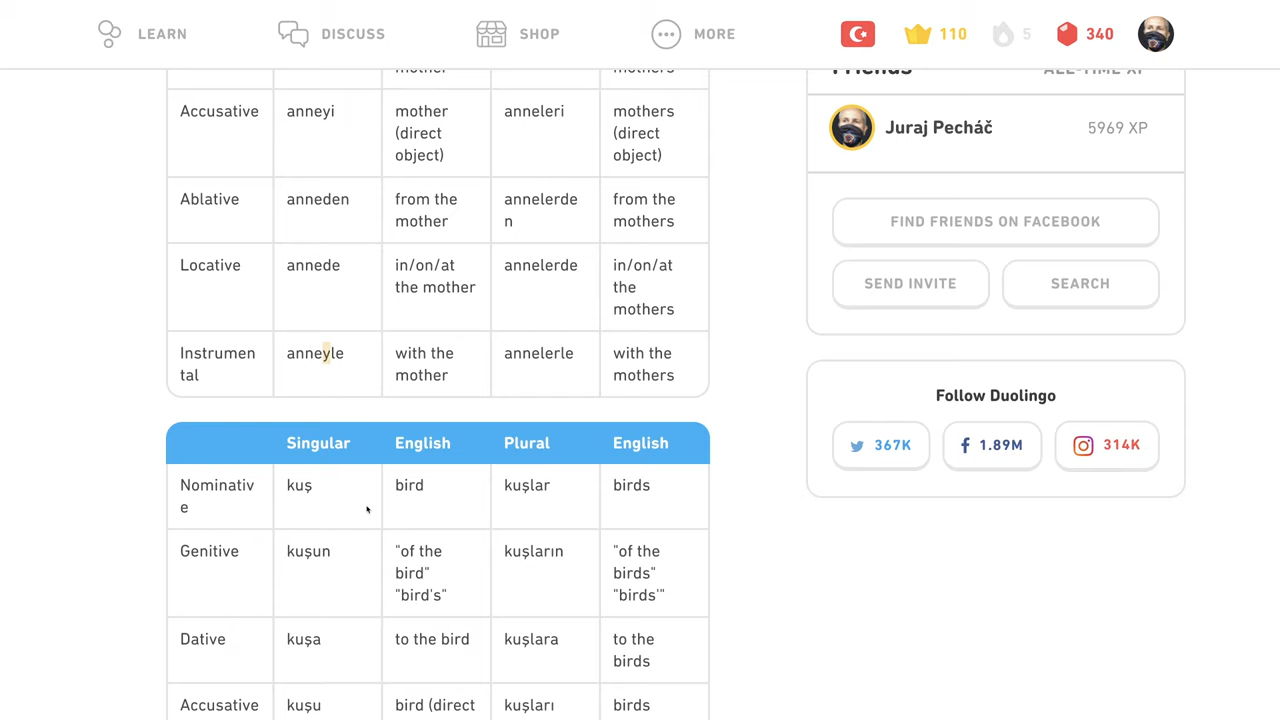 LEARN DISCUSS SHOP MORE 110 5 340
mother mothers
Accusative anneyi mother anneleri mothers
(direct (direct
object) object)
Ablative anneden from the annelerde from the
mother n mothers
Locative annede in/on/at annelerde in/on/at
the mother the
mothers
Instrumen anneyle with the annelerle with the
tal mother mothers
Singular English Plural English
Nominativ kuş bird kuşlar birds
e
Genitive kuşun "of the kuşların "of the
bird" birds"
"bird's" "birds'"
Dative kuşa to the bird kuşlara to the
birds
Accusative kuşu bird (direct kuşları birds
Friends ALL-TIME XP
Juraj Pecháč 5969 XP
FIND FRIENDS ON FACEBOOK
SEND INVITE SEARCH
Follow Duolingo
367K 1.89M 314K